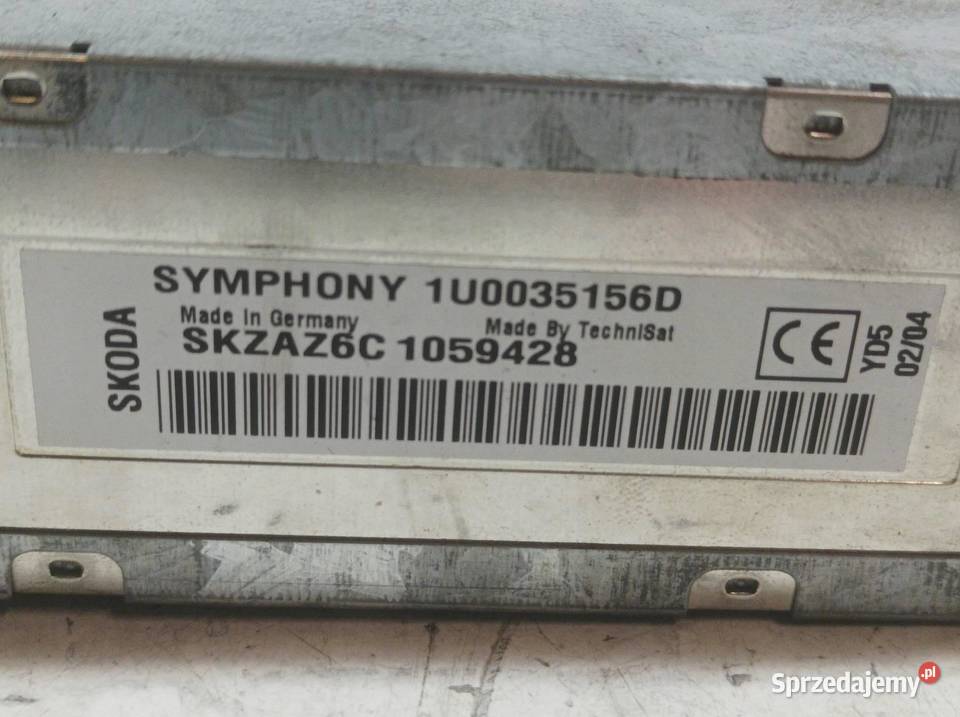 SYMPHONY 1U0035156D
Made In Germany Made By TechniSat
SKZAZ6C 1059428
SKODA
CE
YD5
02/04
Sprzedajemy.pl